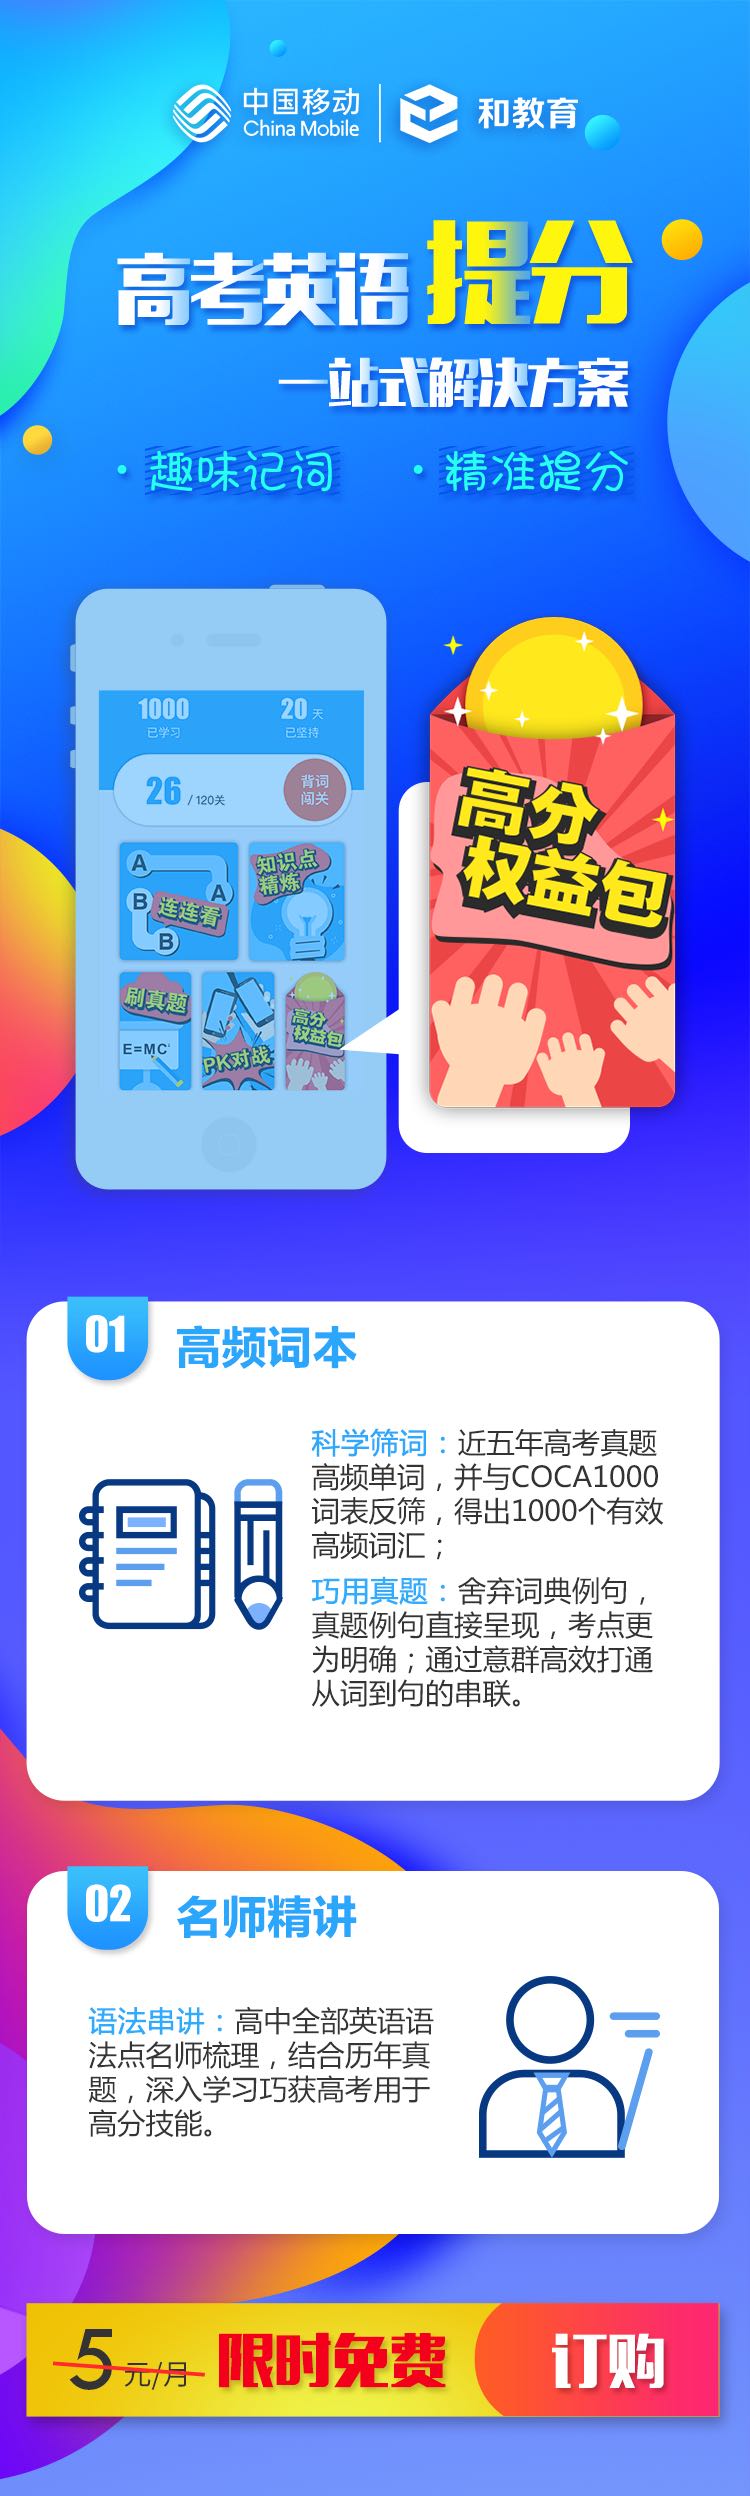 中国移动
China Mobile
和教育
高考英语 提分
一站式解决方案
· 趣味记词 · 精准提分
1000
已学习
20 天
已坚持
26 / 120关
背词
闯关
A
A
B
B
连连看
知识点
精炼
刷真题
E=MC²
PK对战
高分
权益包
高分
权益包
01
高频词本
科学筛词：近五年高考真题
高频单词，并与COCA1000
词表反筛，得出1000个有效
高频词汇；
巧用真题：舍弃词典例句，
真题例句直接呈现，考点更
为明确；通过意群高效打通
从词到句的串联。
02
名师精讲
语法串讲：高中全部英语语
法点名师梳理，结合历年真
题，深入学习巧获高考用于
高分技能。
5 元/月 限时免费 订购